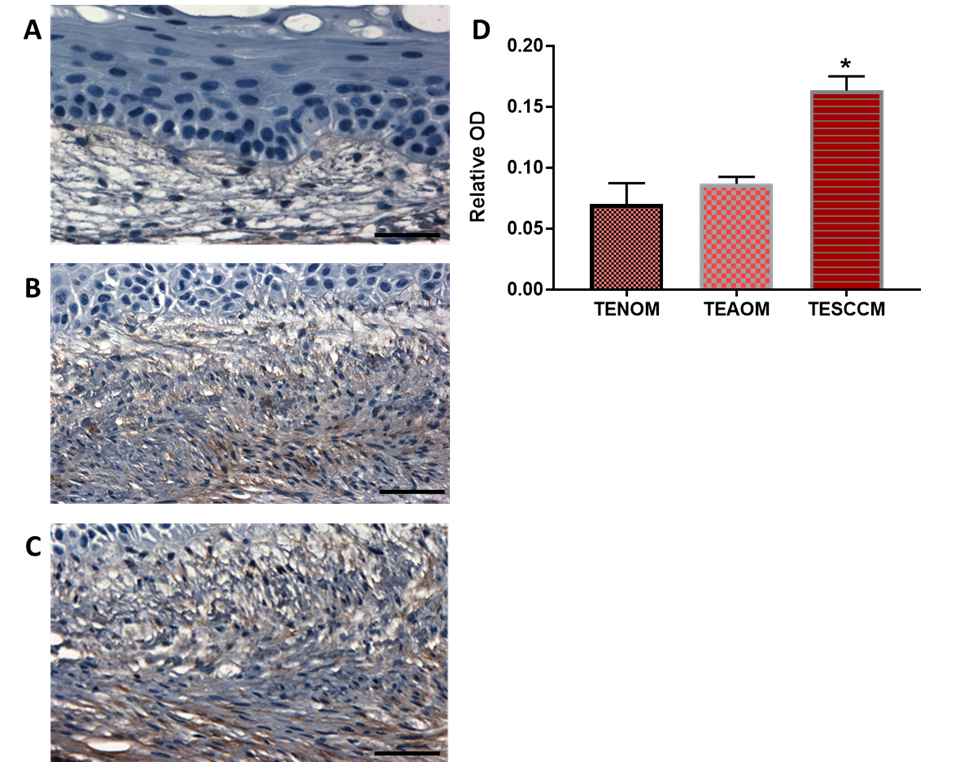 A
B
C
D
Relative OD
0.20
0.15
0.10
0.05
0.00
*
TENOM TEAOM TESCCM